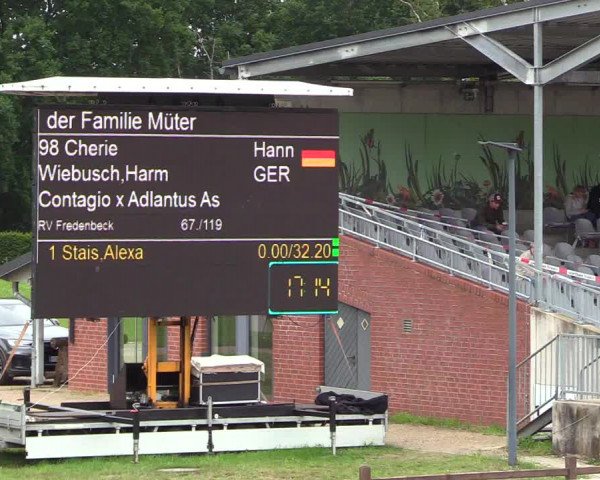 der Familie Müter
98 Cherie Hann
Wiebusch,Harm GER
Contagio x Adlantus As
RV Fredenbeck 67./119
1 Stais,Alexa 0.00/32.20
17:14